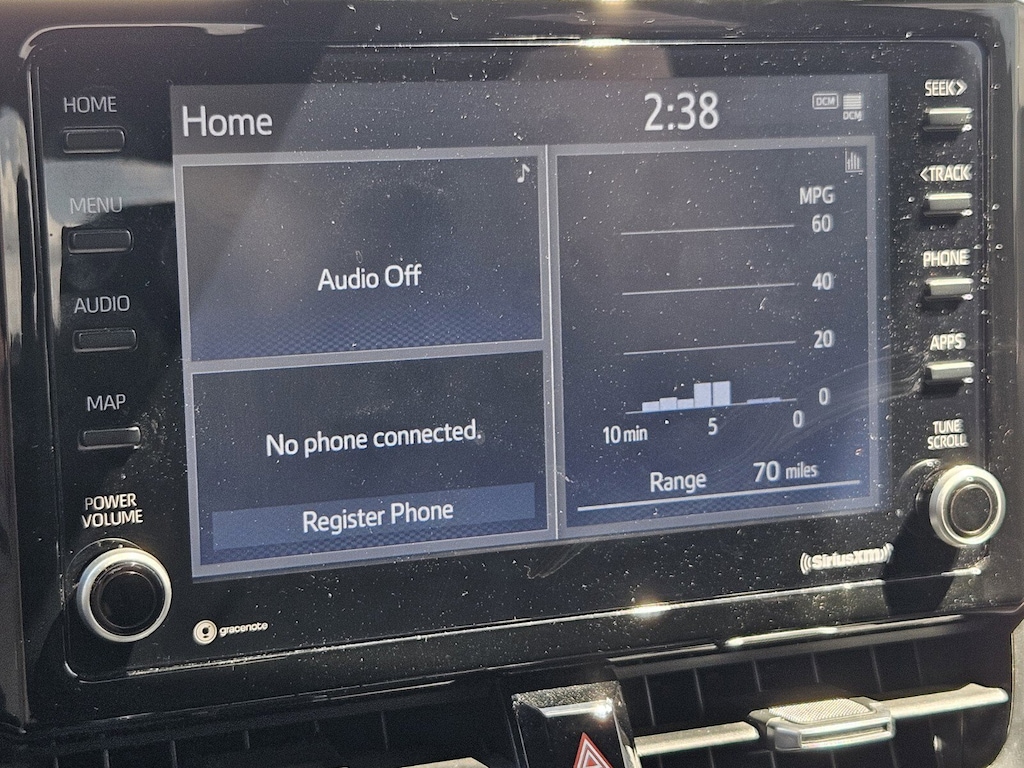 HOME
MENU
AUDIO
MAP
POWER
VOLUME
Home
2:38
DCM
DCM
Audio Off
No phone connected.
Register Phone
MPG
60
40
20
0
10 min
5
0
Range
70 miles
SEEK>
<TRACK
PHONE
APPS
TUNE
SCROLL
gracenote
((SiriusXM))